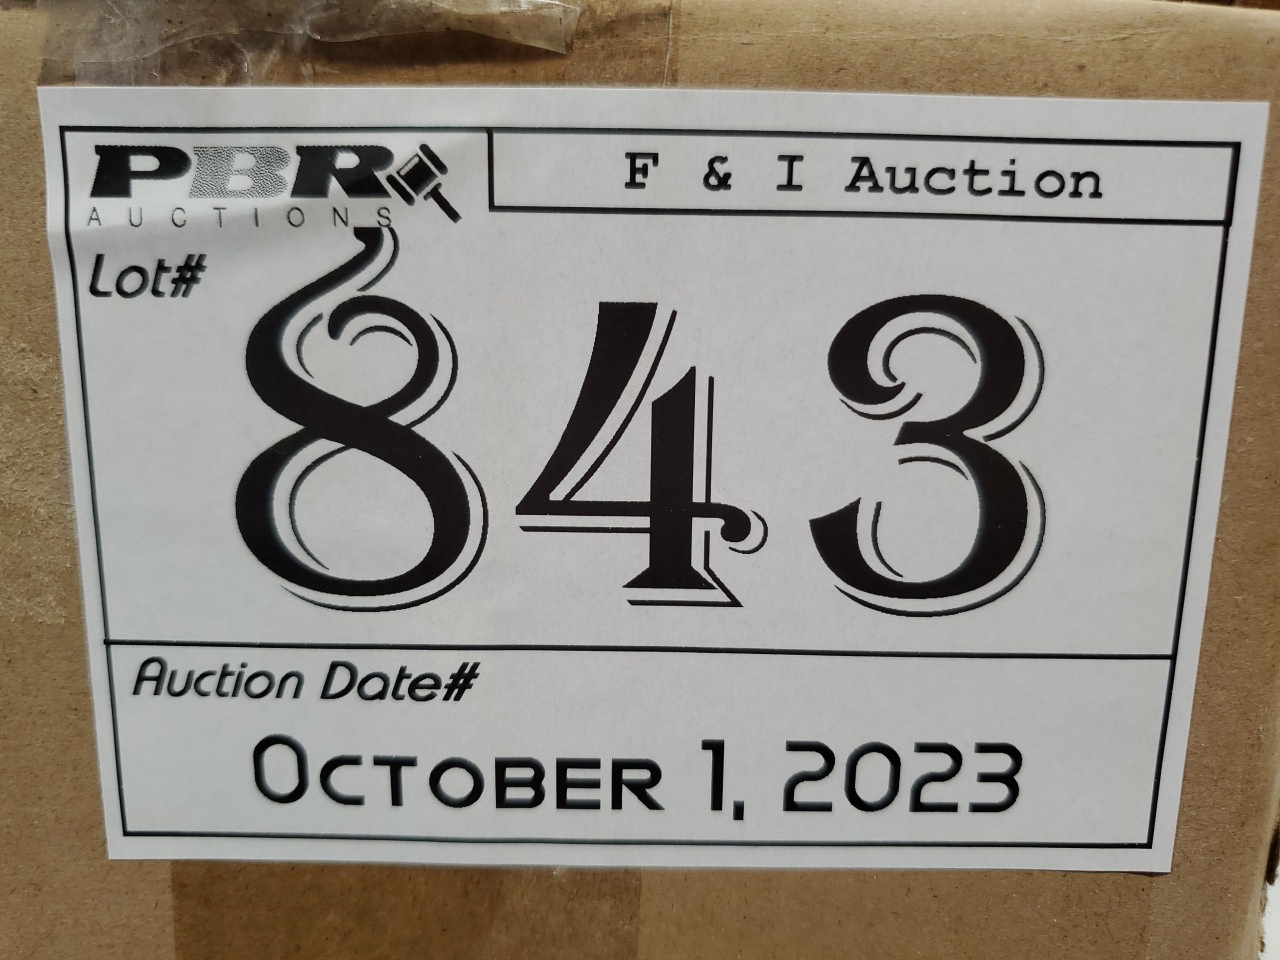 PBR
AUCTIONS
F & I Auction
Lot#
843
Auction Date#
October 1, 2023